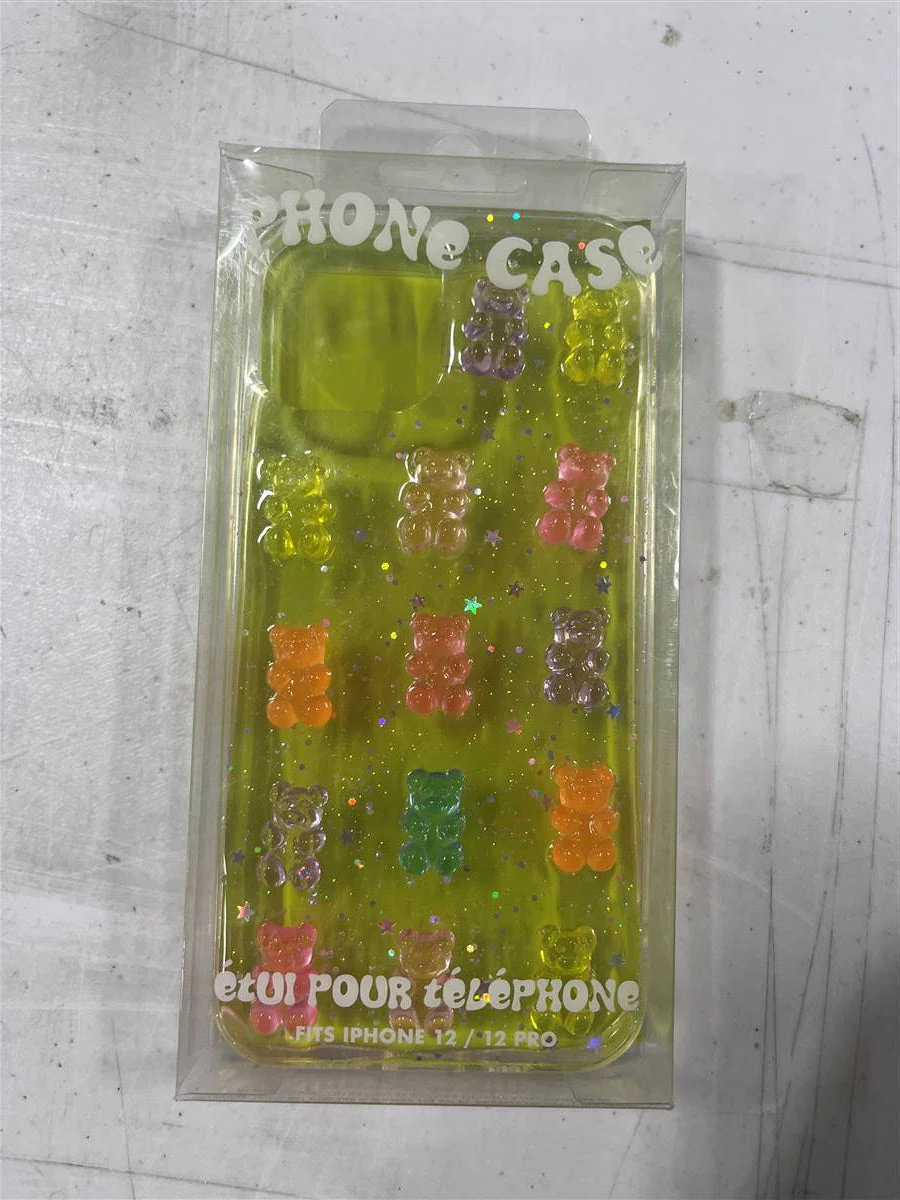 PHONE CASE
étUI POUR téLéPHONE
FITS IPHONE 12 / 12 PRO